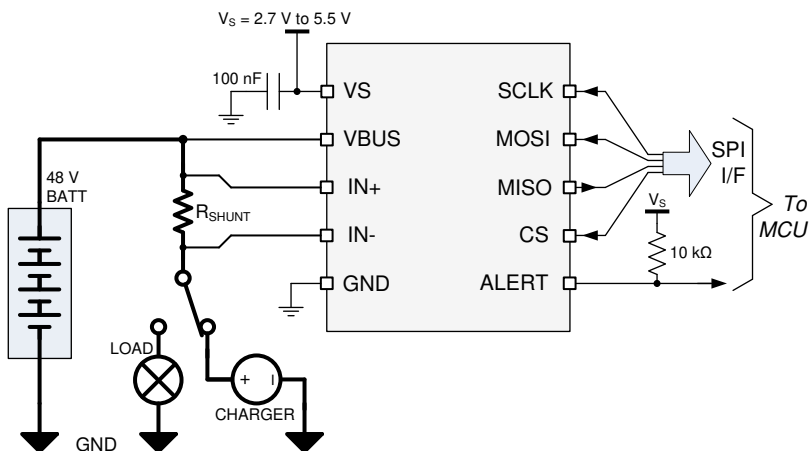 V_S = 2.7 V to 5.5 V
100 nF
VS
SCLK
VBUS
MOSI
SPI
I/F
48 V
BATT
IN+
MISO
R_SHUNT
V_S
To
MCU
IN-
CS
10 kΩ
GND
ALERT
LOAD
+
CHARGER
GND